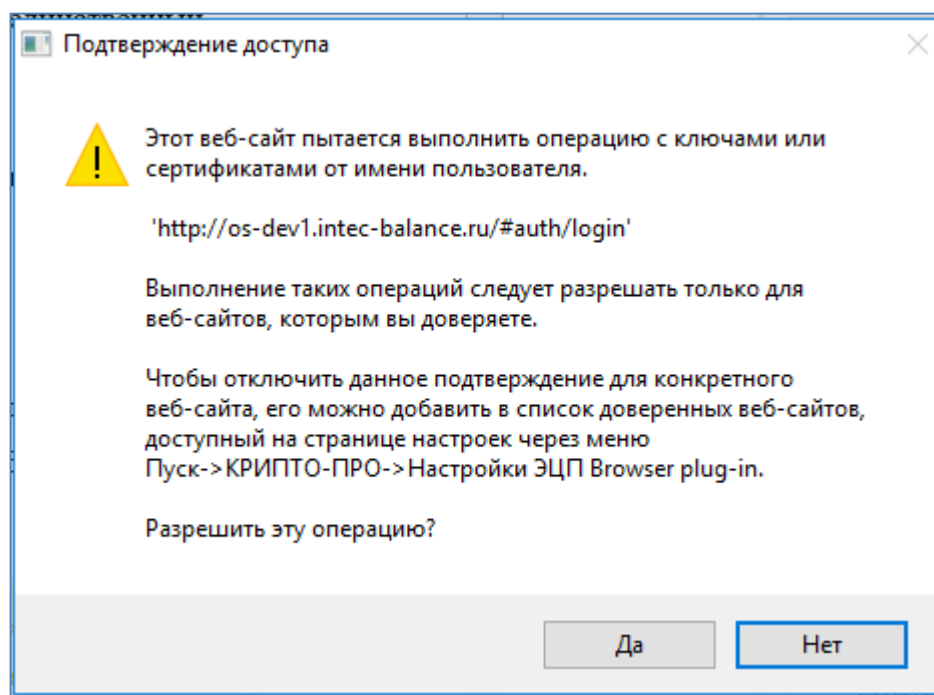 Подтверждение доступа
Этот веб-сайт пытается выполнить операцию с ключами или
сертификатами от имени пользователя.
'http://os-dev1.intec-balance.ru/#auth/login'
Выполнение таких операций следует разрешать только для
веб-сайтов, которым вы доверяете.
Чтобы отключить данное подтверждение для конкретного
веб-сайта, его можно добавить в список доверенных веб-сайтов,
доступный на странице настроек через меню
Пуск->КРИПТО-ПРО->Настройки ЭЦП Browser plug-in.
Разрешить эту операцию?
Да
Нет